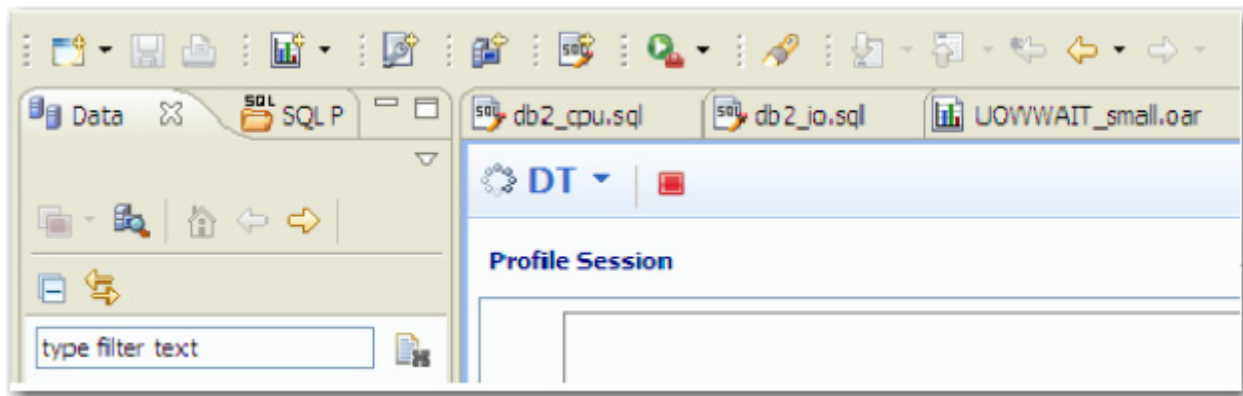 Data
SQL P
db2_cpu.sql
db2_io.sql
UOWWAIT_small.oar
DT
Profile Session
type filter text